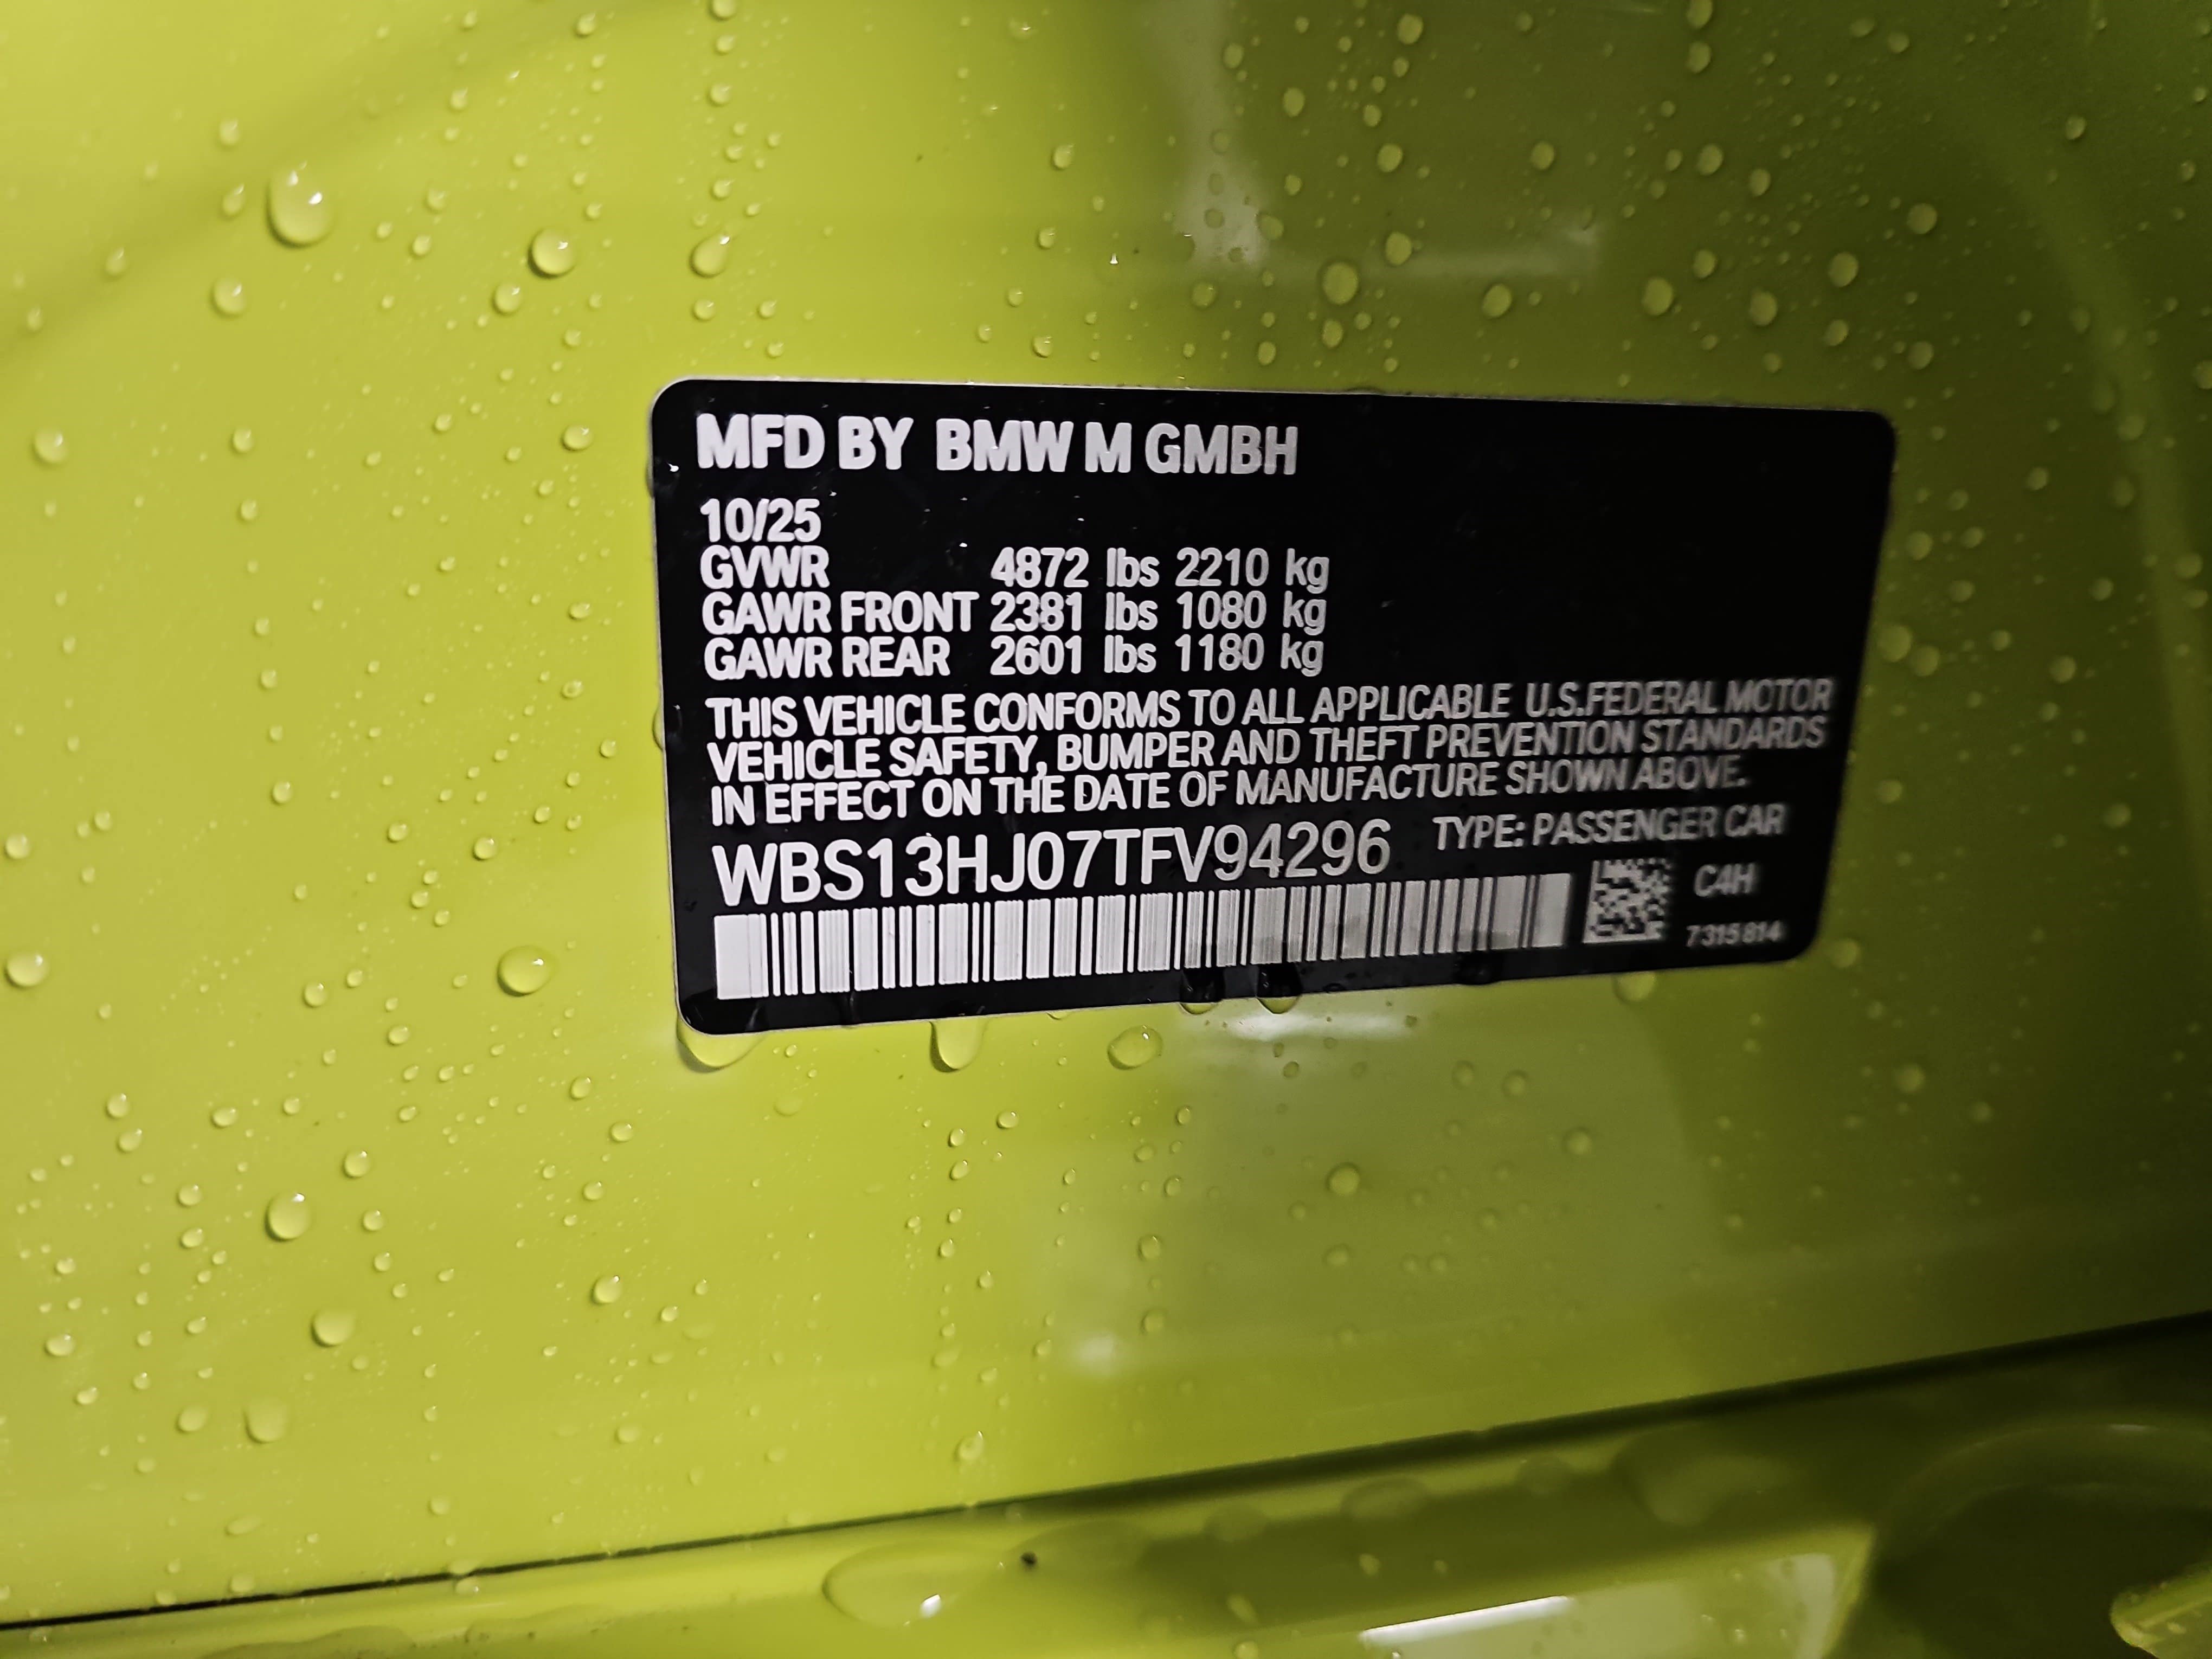 MFD BY BMW M GMBH
10/25
GVWR 4872 lbs 2210 kg
GAWR FRONT 2381 lbs 1080 kg
GAWR REAR 2601 lbs 1180 kg
THIS VEHICLE CONFORMS TO ALL APPLICABLE U.S.FEDERAL MOTOR
VEHICLE SAFETY, BUMPER AND THEFT PREVENTION STANDARDS
IN EFFECT ON THE DATE OF MANUFACTURE SHOWN ABOVE.
WBS13HJ07TFV94296 TYPE: PASSENGER CAR
C4H
7315814